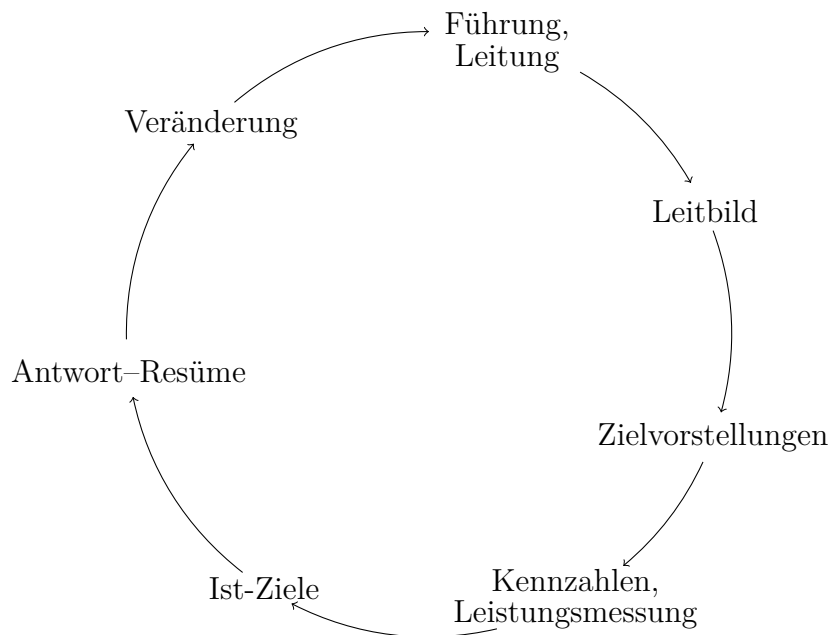 Führung,
Leitung
Leitbild
Zielvorstellungen
Kennzahlen,
Leistungsmessung
Ist-Ziele
Antwort–Resüme
Veränderung